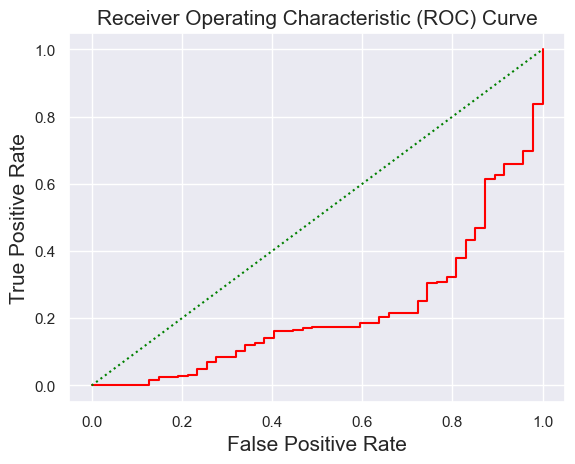 Receiver Operating Characteristic (ROC) Curve
1.0
0.8
0.6
0.4
0.2
0.0
True Positive Rate
0.0 0.2 0.4 0.6 0.8 1.0
False Positive Rate